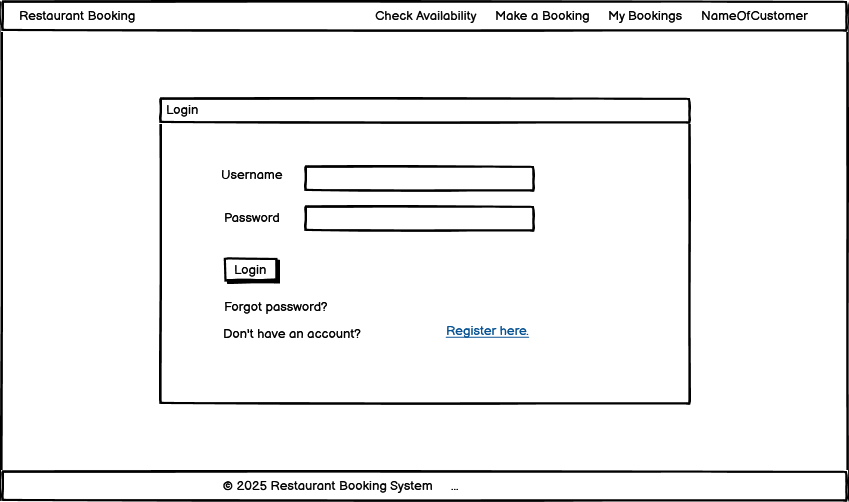 Restaurant Booking Check Availability Make a Booking My Bookings NameOfCustomer
Login
Username
Password
Login
Forgot password?
Don't have an account? Register here.
© 2025 Restaurant Booking System ...